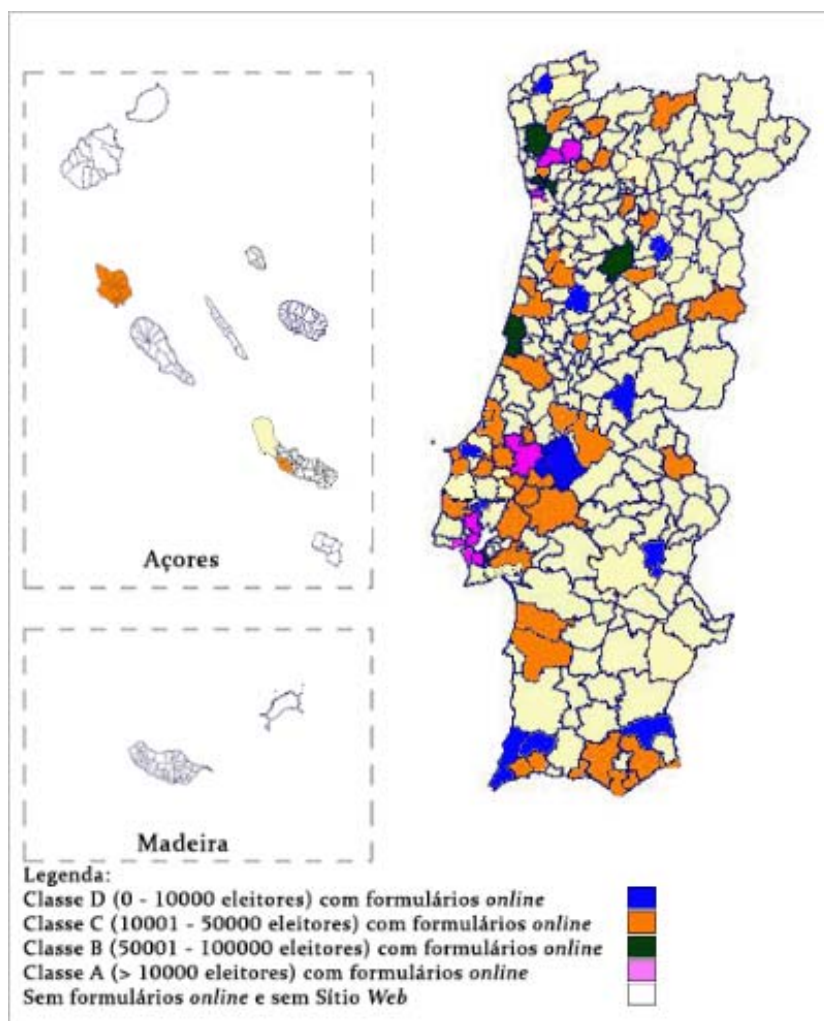 Açores
Madeira
Legenda:
Classe D (0 - 10000 eleitores) com formulários online
Classe C (10001 - 50000 eleitores) com formulários online
Classe B (50001 - 100000 eleitores) com formulários online
Classe A (> 10000 eleitores) com formulários online
Sem formulários online e sem Sítio Web